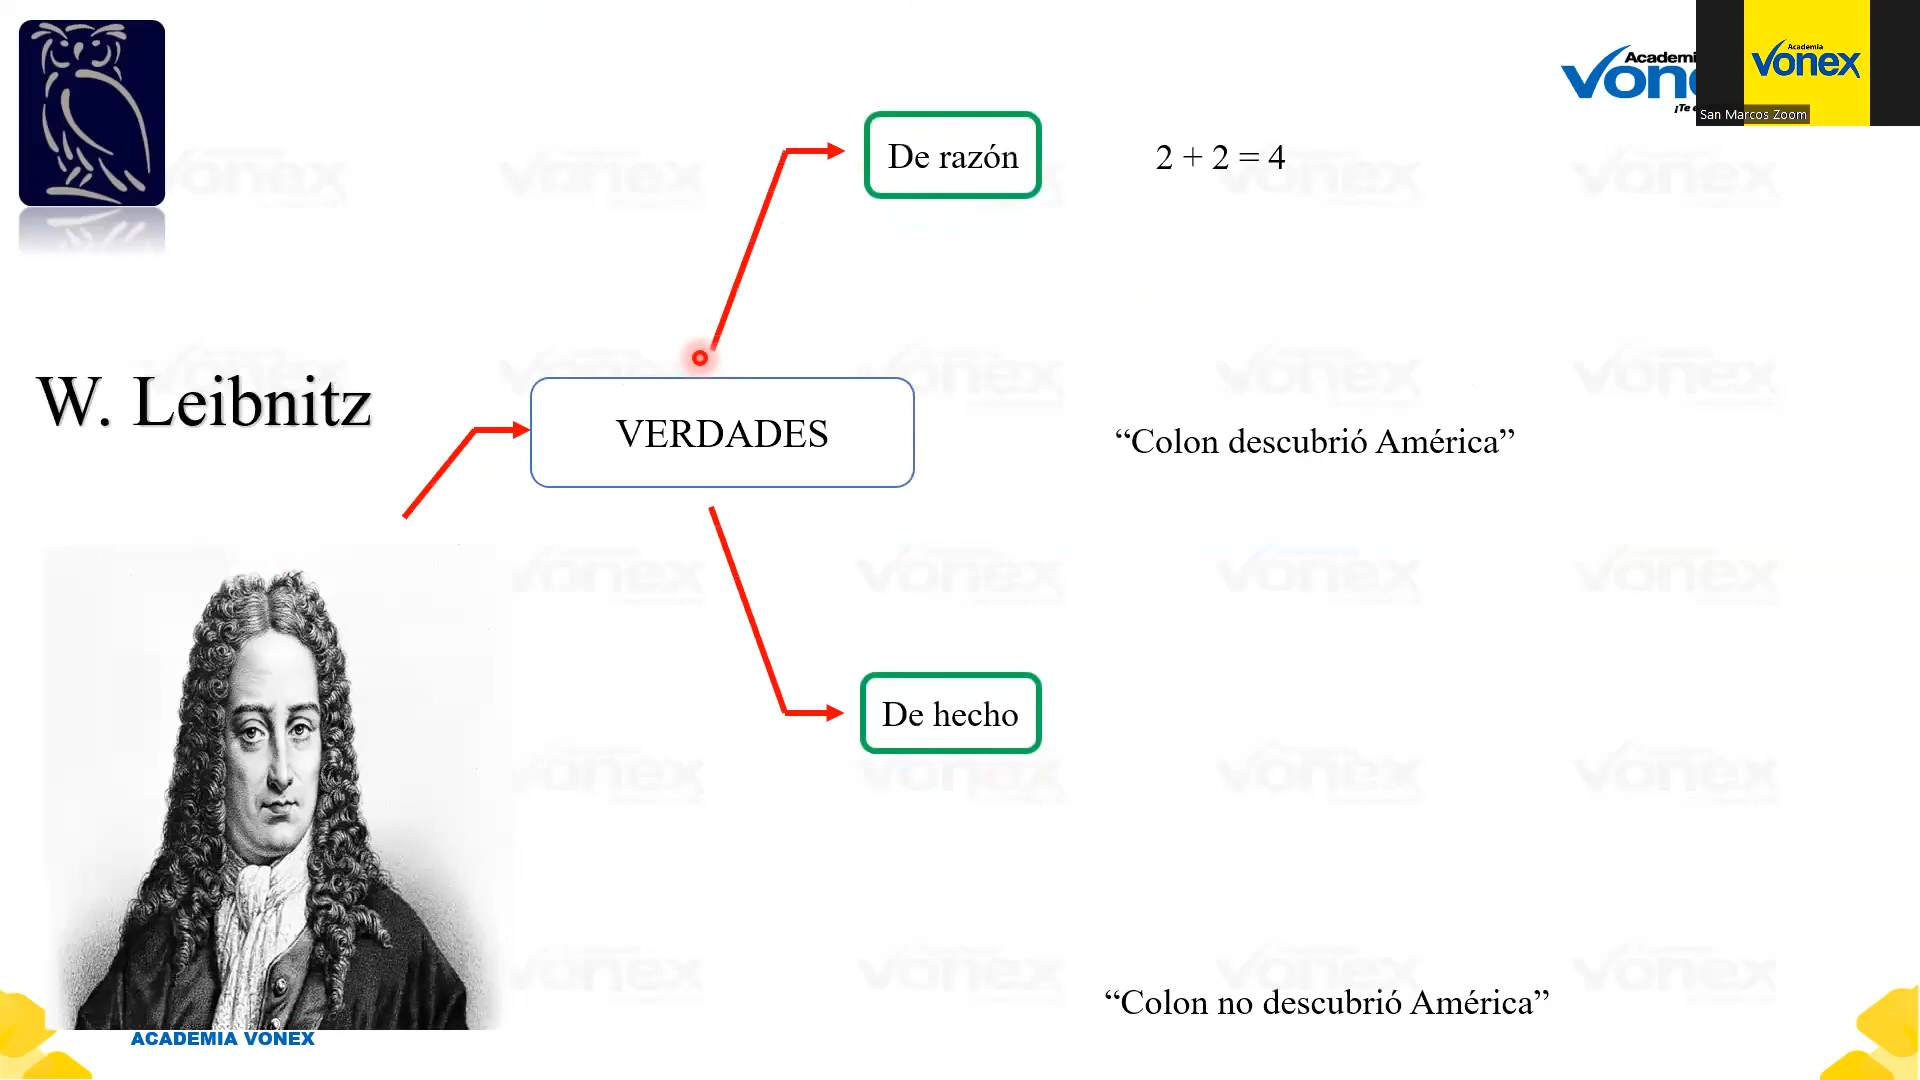 Academia
vonex
San Marcos Zoom
De razón
2 + 2 = 4
W. Leibnitz
VERDADES
“Colon descubrió América”
De hecho
“Colon no descubrió América”
ACADEMIA VONEX